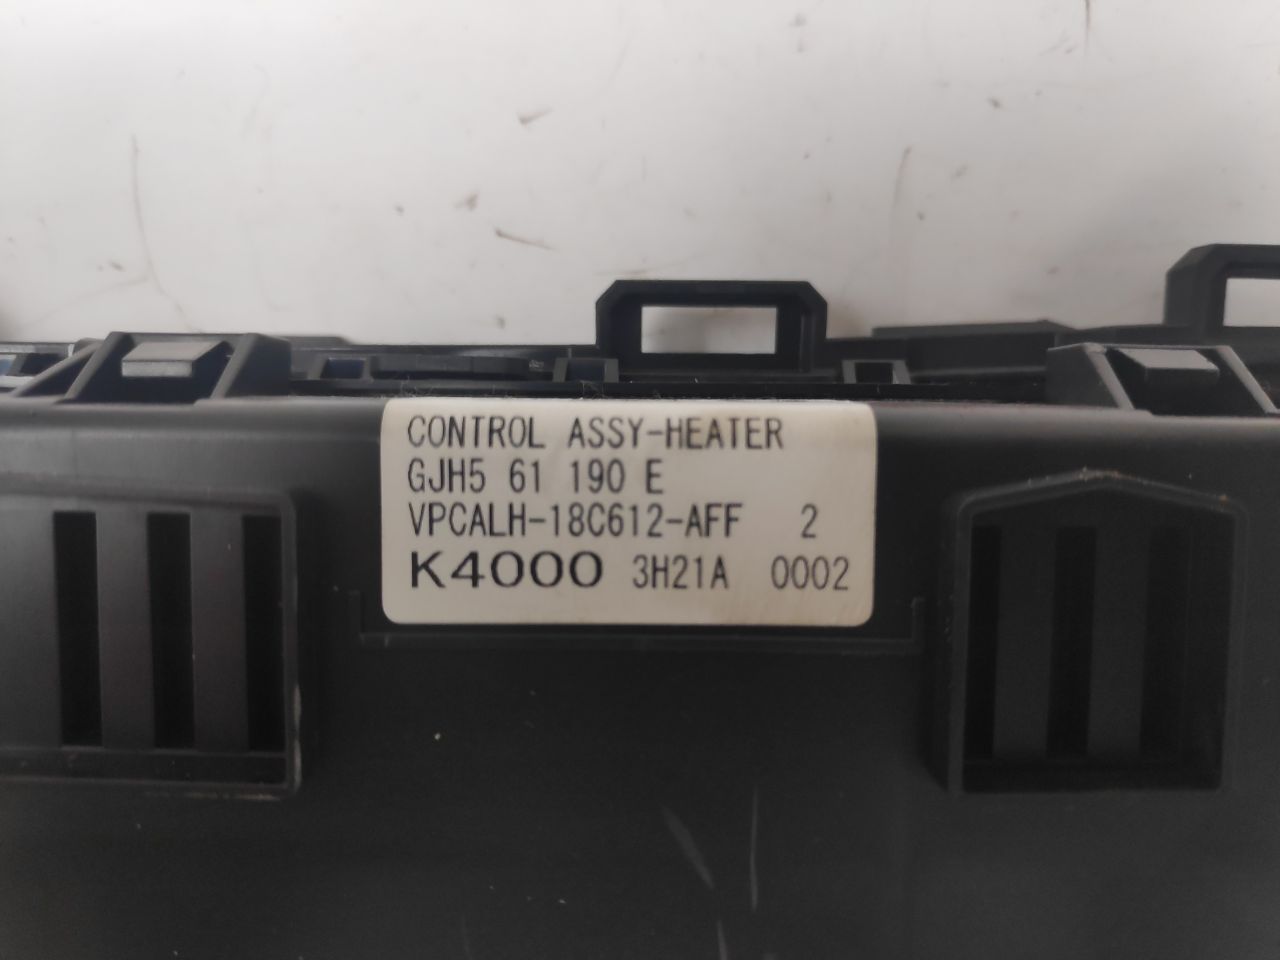 CONTROL ASSY-HEATER
GJH5 61 190 E
VPCALH-18C612-AFF 2
K4000 3H21A 0002